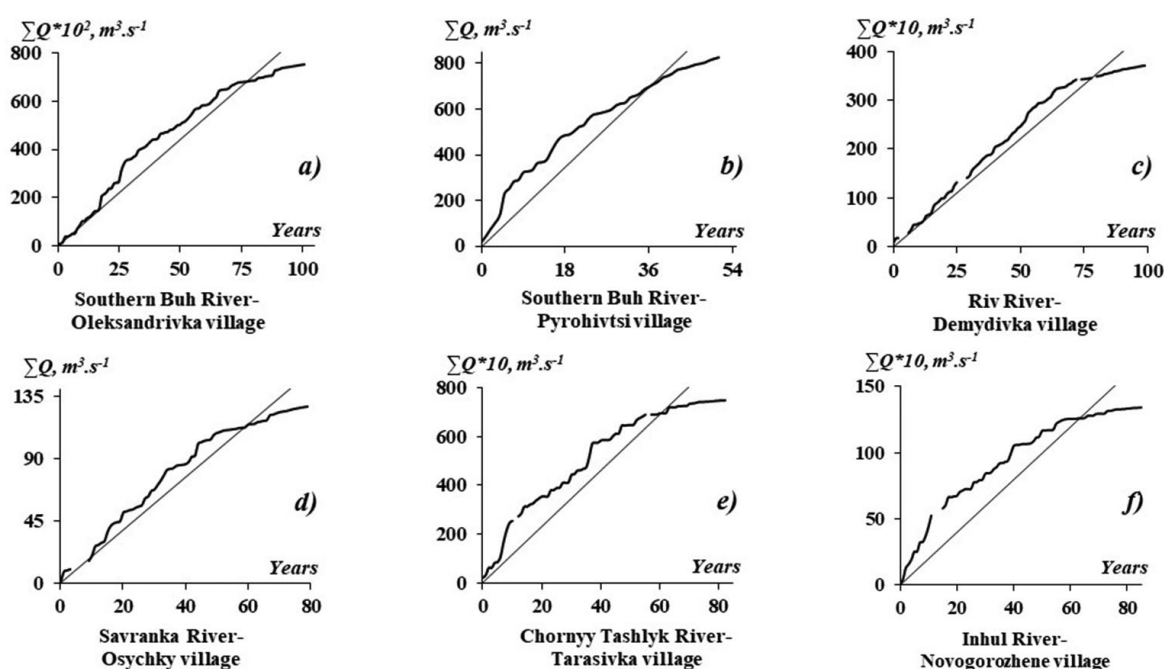 ∑Q*10², m³.s⁻¹
800
600
400
200
0
a)
Years
0 25 50 75 100
Southern Buh River-
Oleksandrivka village
∑Q, m³.s⁻¹
800
600
400
200
0
b)
Years
0 18 36 54
Southern Buh River-
Pyrohivtsi village
∑Q*10, m³.s⁻¹
400
300
200
100
0
c)
Years
0 25 50 75 100
Riv River-
Demydivka village
∑Q, m³.s⁻¹
135
90
45
0
d)
Years
0 20 40 60 80
Savranka River-
Osychky village
∑Q*10, m³.s⁻¹
800
600
400
200
0
e)
Years
0 20 40 60 80
Chornyy Tashlyk River-
Tarasivka village
∑Q*10, m³.s⁻¹
150
100
50
0
f)
Years
0 20 40 60 80
Inhul River-
Novogorozhene village